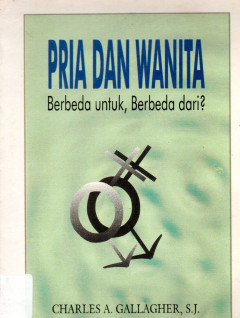 PRIA DAN WANITA
Berbeda untuk, Berbeda dari?
CHARLES A. GALLAGHER, S.J.